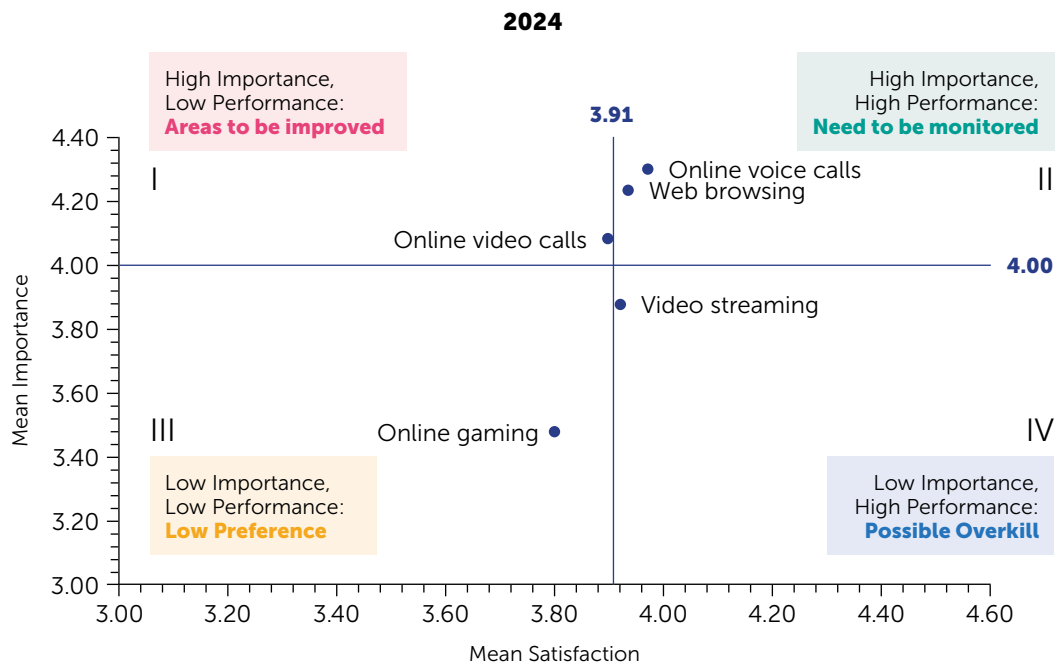 2024
High Importance,
Low Performance:
Areas to be improved
High Importance,
High Performance:
Need to be monitored
3.91
I
II
Online voice calls
Web browsing
Online video calls
4.00
Video streaming
Online gaming
III
IV
Low Importance,
Low Performance:
Low Preference
Low Importance,
High Performance:
Possible Overkill
Mean Importance
4.40
4.20
4.00
3.80
3.60
3.40
3.20
3.00
3.00 3.20 3.40 3.60 3.80 4.00 4.20 4.40 4.60
Mean Satisfaction